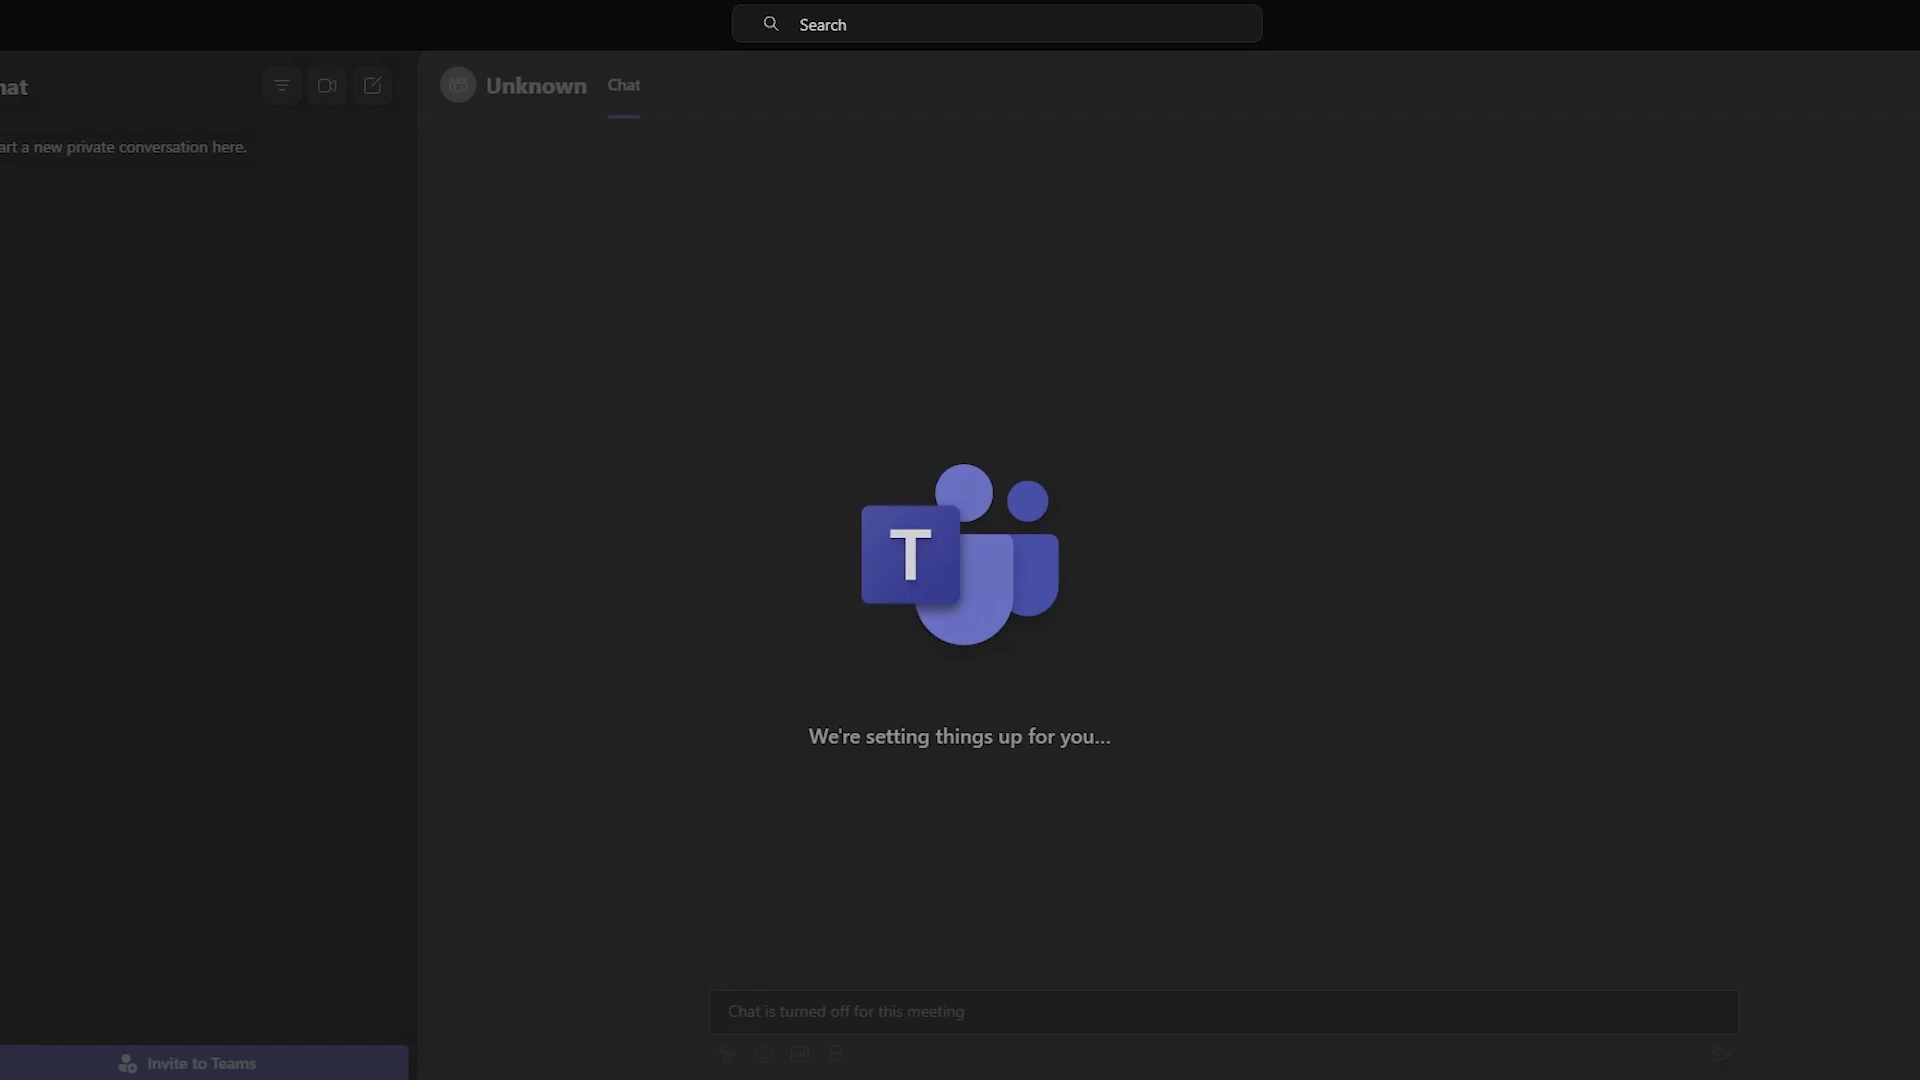 Search
hat
Unknown
Chat
art a new private conversation here.
T
We're setting things up for you...
Chat is turned off for this meeting
GIF
Invite to Teams